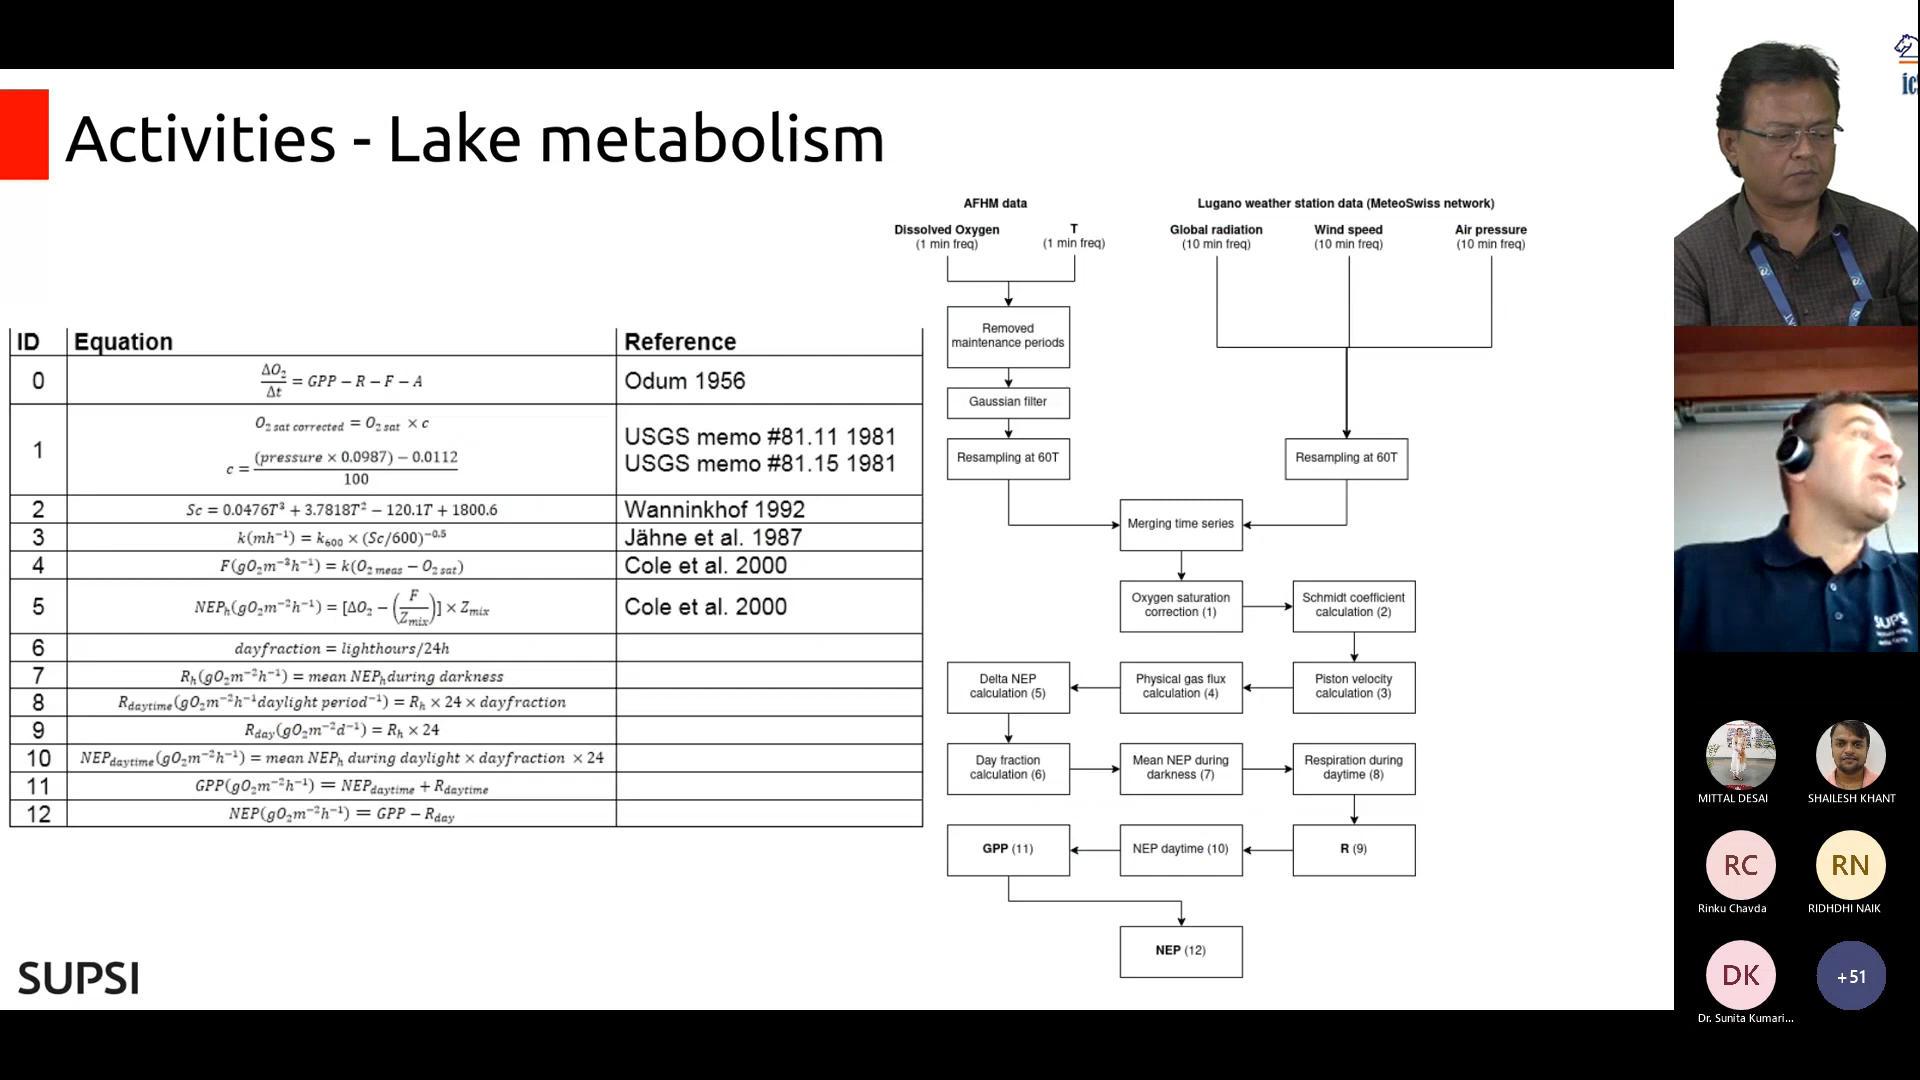 Activities - Lake metabolism
ID Equation Reference
0 ΔO₂/Δt = GPP − R − F − A Odum 1956
1 O₂ sat corrected = O₂ sat × c
c = (pressure × 0.0987) − 0.0112 / 100
USGS memo #81.11 1981
USGS memo #81.15 1981
2 Sc = 0.0476T³ + 3.7818T² − 120.1T + 1800.6 Wanninkhof 1992
3 k(mh⁻¹) = k₆₀₀ × (Sc/600)⁻⁰·⁵ Jähne et al. 1987
4 F(gO₂m⁻³h⁻¹) = k(O₂ meas − O₂ sat) Cole et al. 2000
5 NEPₕ(gO₂m⁻²h⁻¹) = [ΔO₂ − (F/Zmix)] × Zmix Cole et al. 2000
6 dayfraction = lighthours/24h
7 Rₕ(gO₂m⁻²h⁻¹) = mean NEPₕduring darkness
8 Rdaytime(gO₂m⁻²h⁻¹daylight period⁻¹) = Rₕ × 24 × dayfraction
9 Rday(gO₂m⁻²d⁻¹) = Rₕ × 24
10 NEPdaytime(gO₂m⁻²h⁻¹) = mean NEPₕ during daylight × dayfraction × 24
11 GPP(gO₂m⁻²h⁻¹) = NEPdaytime + Rdaytime
12 NEP(gO₂m⁻²h⁻¹) = GPP − Rday
AFHM data
Dissolved Oxygen
(1 min freq)
T
(1 min freq)
Lugano weather station data (MeteoSwiss network)
Global radiation
(10 min freq)
Wind speed
(10 min freq)
Air pressure
(10 min freq)
Removed
maintenance periods
Gaussian filter
Resampling at 60T
Resampling at 60T
Merging time series
Oxygen saturation
correction (1)
Schmidt coefficient
calculation (2)
Delta NEP
calculation (5)
Physical gas flux
calculation (4)
Piston velocity
calculation (3)
Day fraction
calculation (6)
Mean NEP during
darkness (7)
Respiration during
daytime (8)
GPP (11)
NEP daytime (10)
R (9)
NEP (12)
SUPSI
ic
SUPSI
MITTAL DESAI
SHAILESH KHANT
RC
Rinku Chavda
RN
RIDHDHI NAIK
DK
Dr. Sunita Kumari...
+51